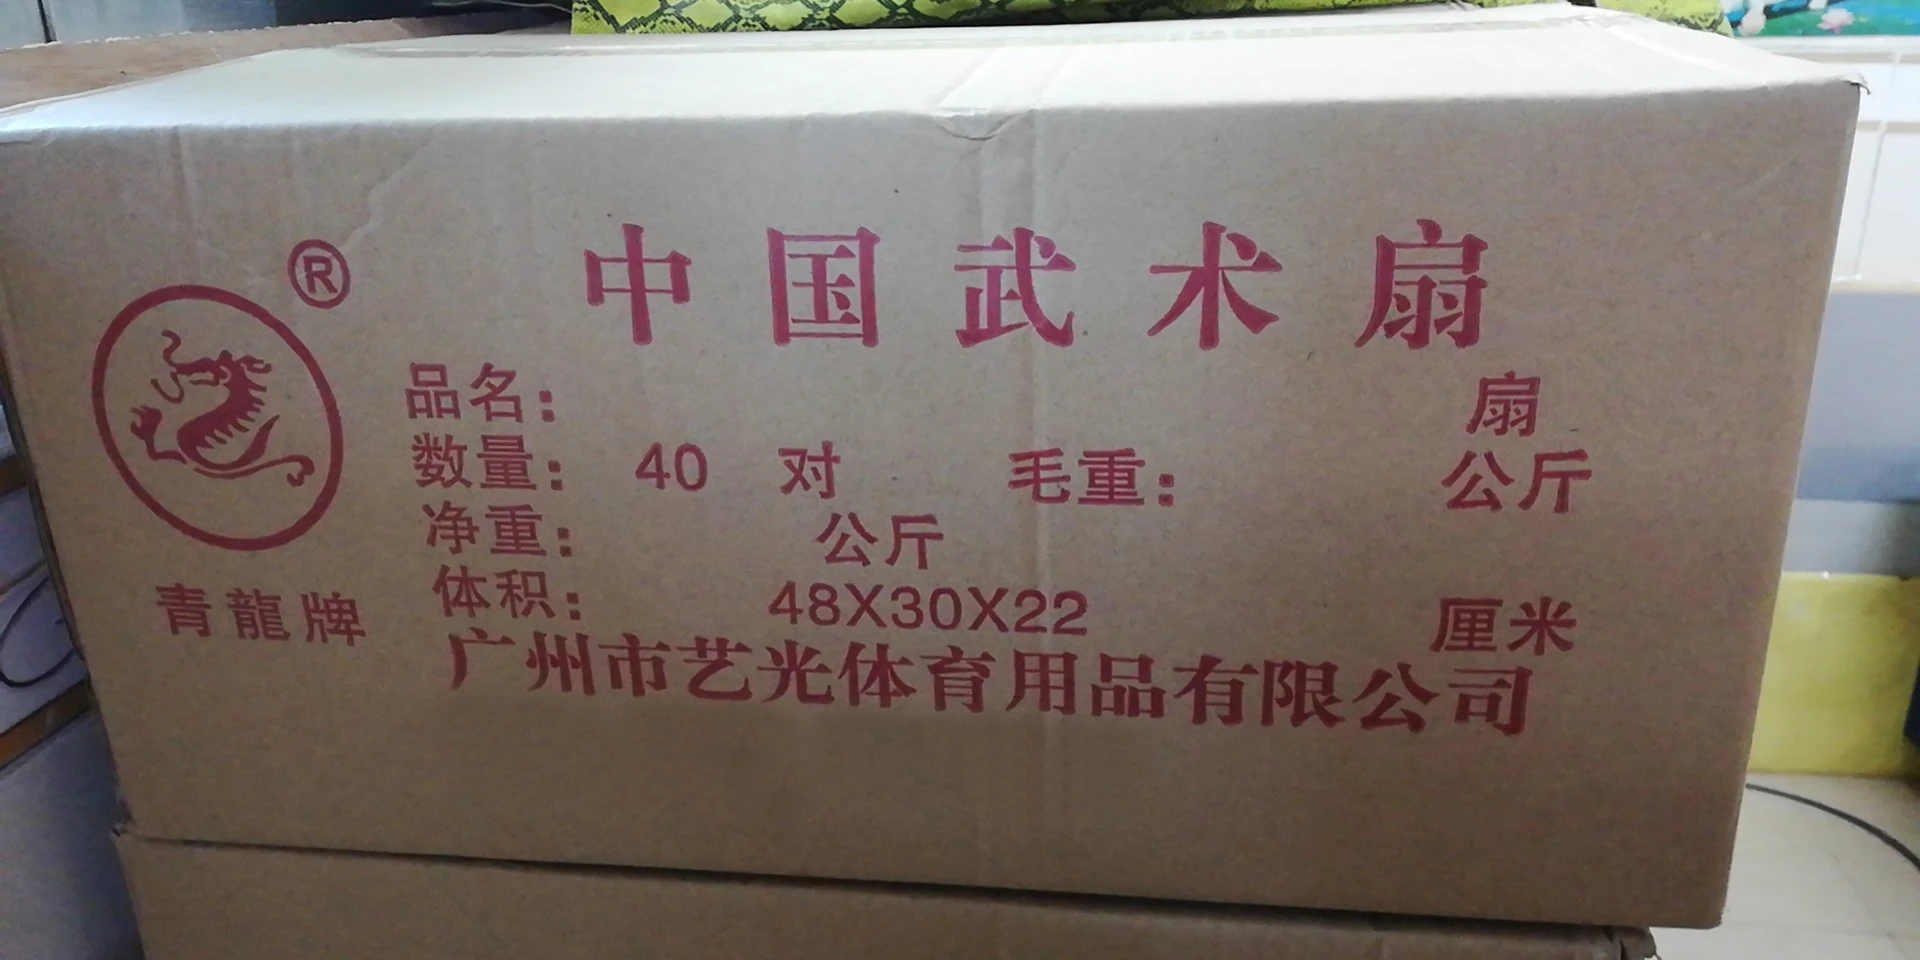 ®
中国武术扇
品名： 扇
数量： 40 对 毛重： 公斤
净重： 公斤
体积： 48X30X22 厘米
青龍牌
广州市艺光体育用品有限公司